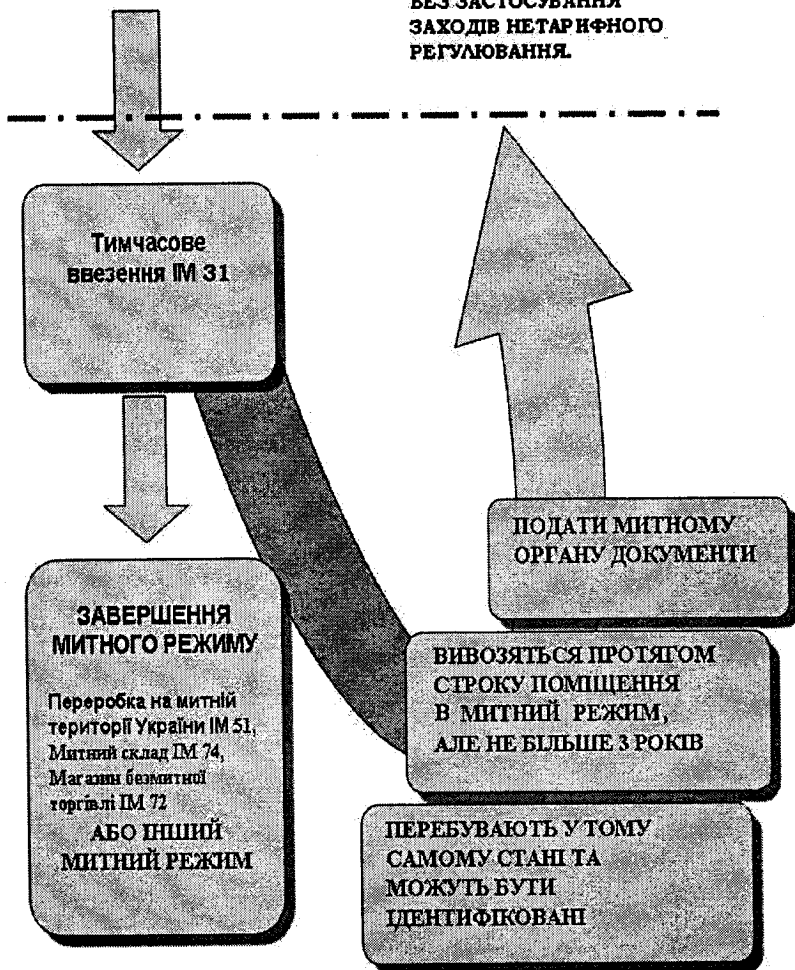 БЕЗ ЗАСТОСУВАННЯ
ЗАХОДІВ НЕТАРИФНОГО
РЕГУЛЮВАННЯ.
Тимчасове
ввезення ІМ 31
ЗАВЕРШЕННЯ
МИТНОГО РЕЖИМУ
Переробка на митній
території України ІМ 51,
Митний склад ІМ 74,
Магазин безмитної
торгівлі ІМ 72
АБО ІНШИЙ
МИТНИЙ РЕЖИМ
ПОДАТИ МИТНОМУ
ОРГАНУ ДОКУМЕНТИ
ВИВОЗЯТЬСЯ ПРОТЯГОМ
СТРОКУ ПОМІЩЕННЯ
В МИТНИЙ РЕЖИМ,
АЛЕ НЕ БІЛЬШЕ 3 РОКІВ
ПЕРЕБУВАЮТЬ У ТОМУ
САМОМУ СТАНІ ТА
МОЖУТЬ БУТИ
ІДЕНТИФІКОВАНІ